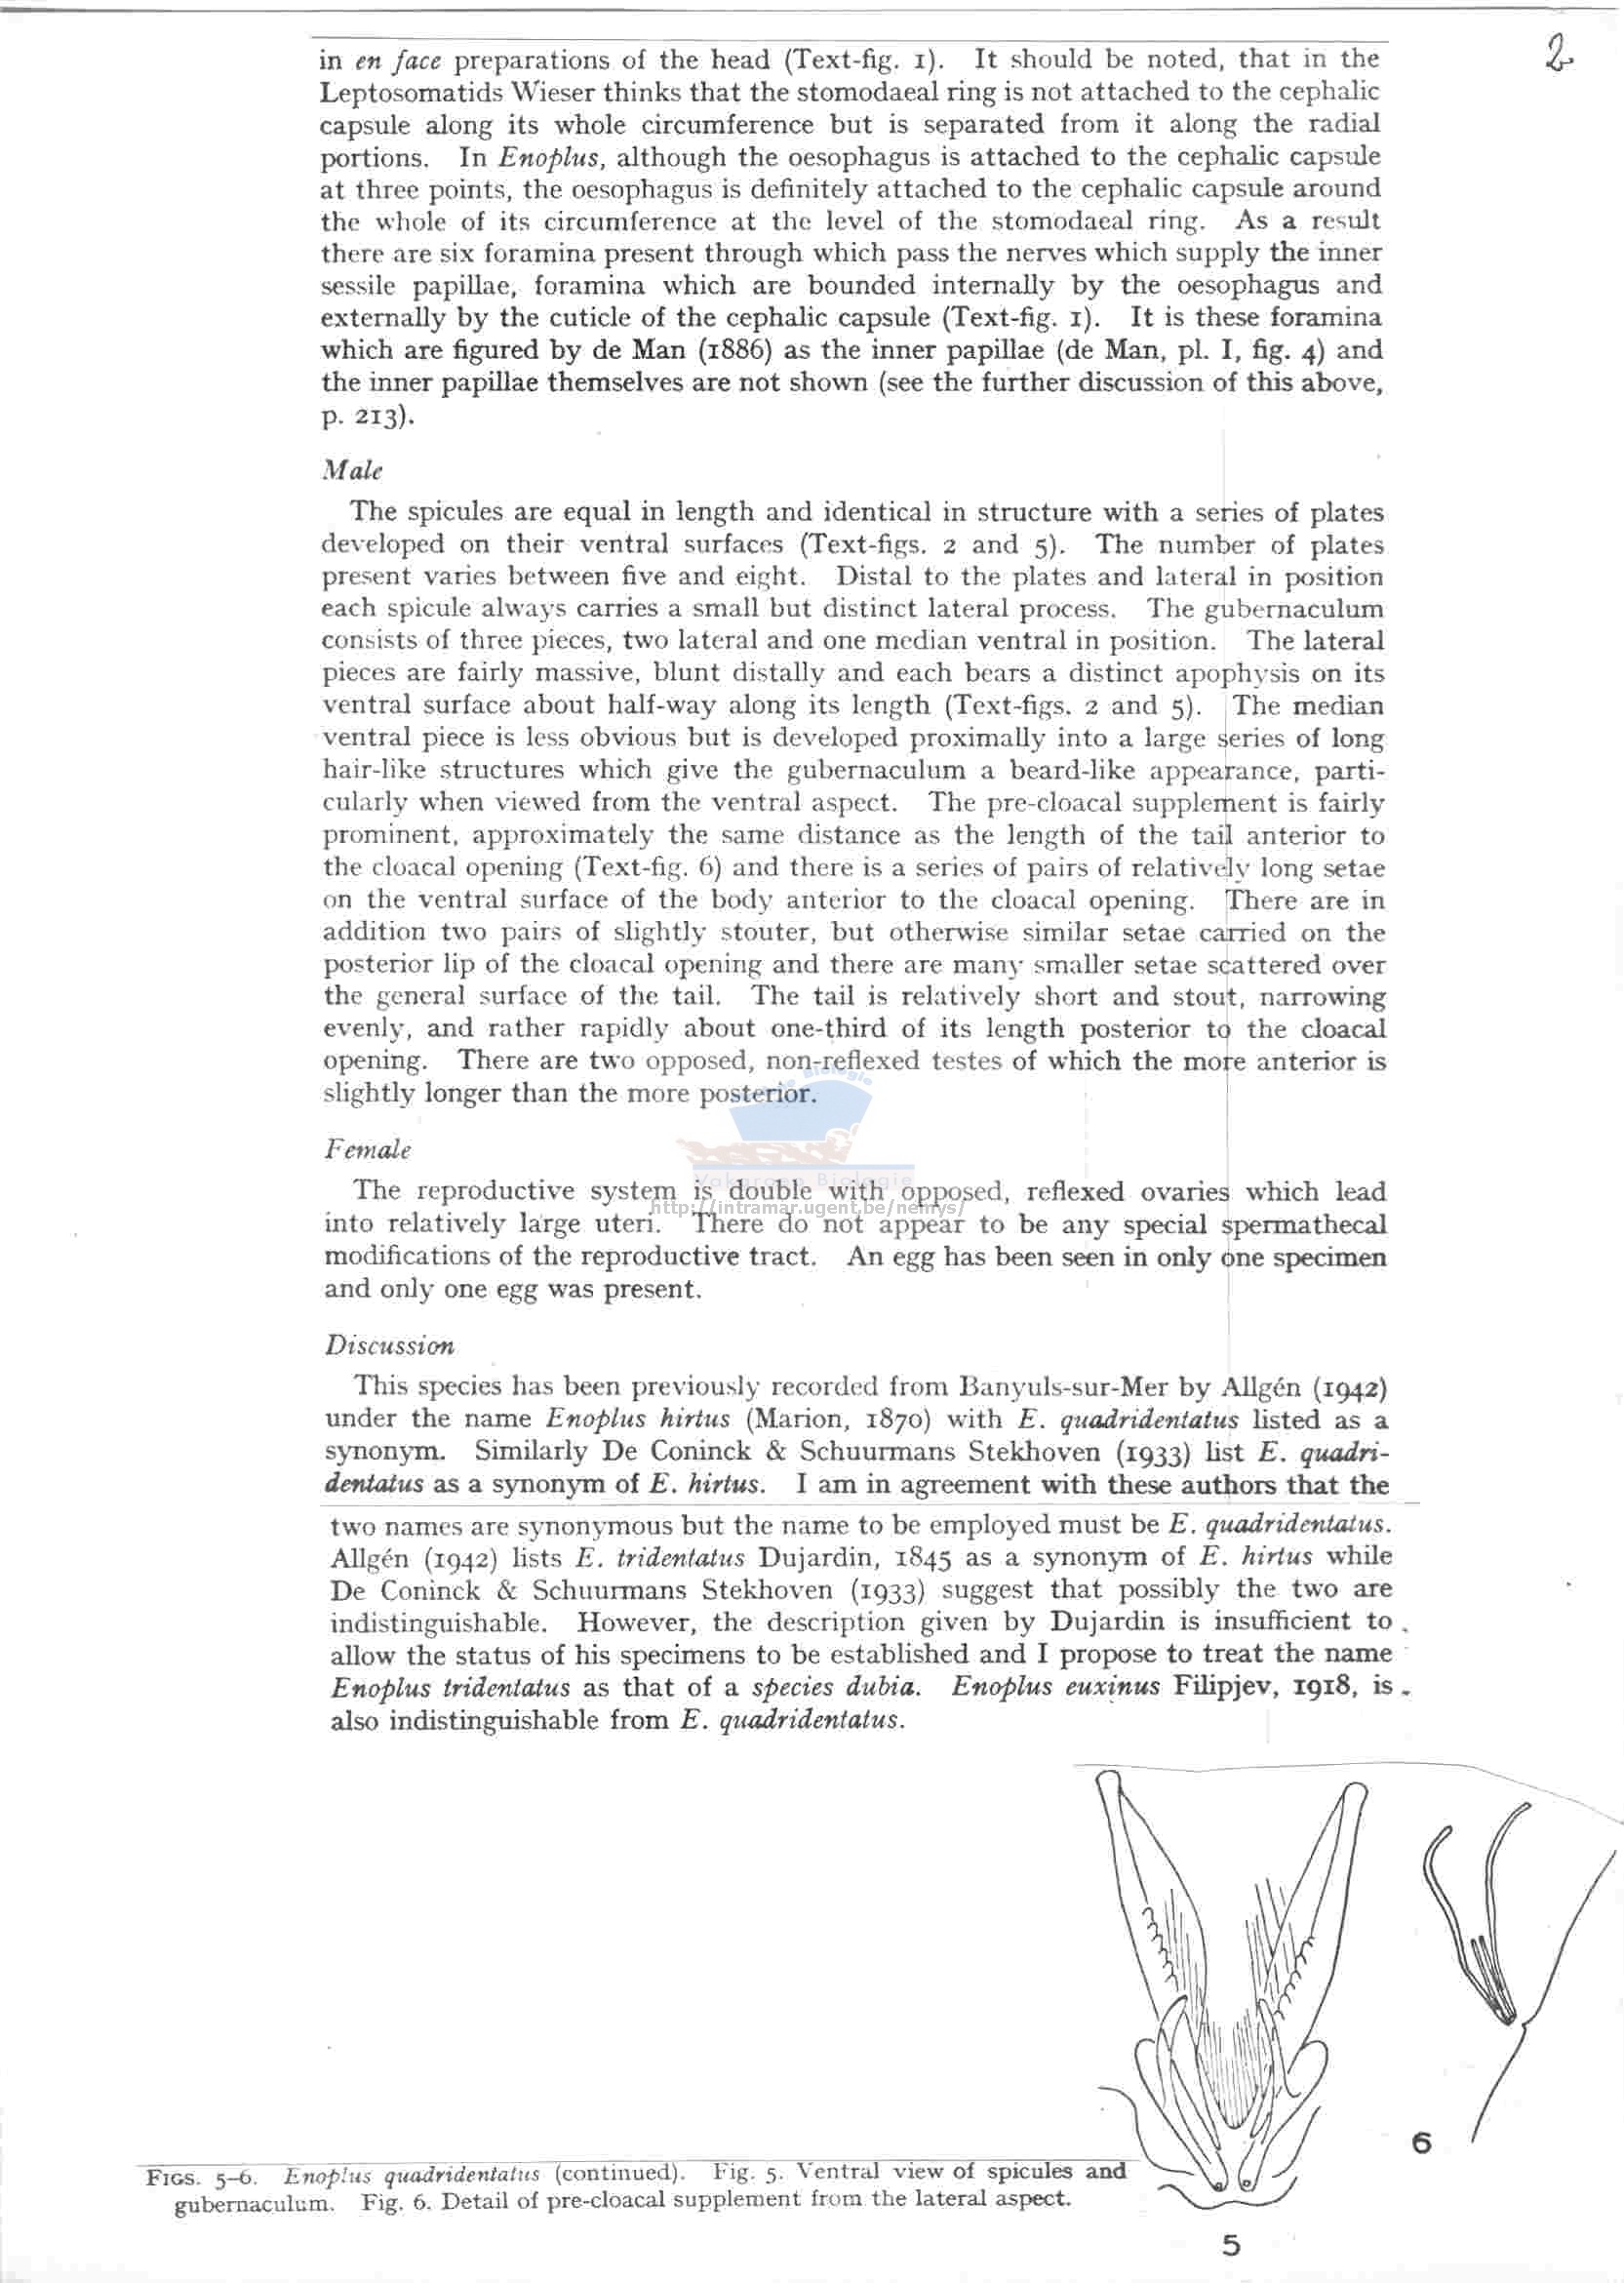 2
in en face preparations of the head (Text-fig. 1). It should be noted, that in the
Leptosomatids Wieser thinks that the stomodaeal ring is not attached to the cephalic
capsule along its whole circumference but is separated from it along the radial
portions. In Enoplus, although the oesophagus is attached to the cephalic capsule
at three points, the oesophagus is definitely attached to the cephalic capsule around
the whole of its circumference at the level of the stomodaeal ring. As a result
there are six foramina present through which pass the nerves which supply the inner
sessile papillae, foramina which are bounded internally by the oesophagus and
externally by the cuticle of the cephalic capsule (Text-fig. 1). It is these foramina
which are figured by de Man (1886) as the inner papillae (de Man, pl. I, fig. 4) and
the inner papillae themselves are not shown (see the further discussion of this above,
p. 213).
Male
The spicules are equal in length and identical in structure with a series of plates
developed on their ventral surfaces (Text-figs. 2 and 5). The number of plates
present varies between five and eight. Distal to the plates and lateral in position
each spicule always carries a small but distinct lateral process. The gubernaculum
consists of three pieces, two lateral and one median ventral in position. The lateral
pieces are fairly massive, blunt distally and each bears a distinct apophysis on its
ventral surface about half-way along its length (Text-figs. 2 and 5). The median
ventral piece is less obvious but is developed proximally into a large series of long
hair-like structures which give the gubernaculum a beard-like appearance, parti-
cularly when viewed from the ventral aspect. The pre-cloacal supplement is fairly
prominent, approximately the same distance as the length of the tail anterior to
the cloacal opening (Text-fig. 6) and there is a series of pairs of relatively long setae
on the ventral surface of the body anterior to the cloacal opening. There are in
addition two pairs of slightly stouter, but otherwise similar setae carried on the
posterior lip of the cloacal opening and there are many smaller setae scattered over
the general surface of the tail. The tail is relatively short and stout, narrowing
evenly, and rather rapidly about one-third of its length posterior to the cloacal
opening. There are two opposed, non-reflexed testes of which the more anterior is
slightly longer than the more posterior.
Female
Vakgroep Biologie
The reproductive system is double with opposed, reflexed ovaries which lead
http://intramar.ugent.be/nemys/
into relatively large uteri. There do not appear to be any special spermathecal
modifications of the reproductive tract. An egg has been seen in only one specimen
and only one egg was present.
Discussion
This species has been previously recorded from Banyuls-sur-Mer by Allgén (1942)
under the name Enoplus hirtus (Marion, 1870) with E. quadridentatus listed as a
synonym. Similarly De Coninck & Schuurmans Stekhoven (1933) list E. quadri-
dentatus as a synonym of E. hirtus. I am in agreement with these authors that the
two names are synonymous but the name to be employed must be E. quadridentatus.
Allgén (1942) lists E. tridentatus Dujardin, 1845 as a synonym of E. hirtus while
De Coninck & Schuurmans Stekhoven (1933) suggest that possibly the two are
indistinguishable. However, the description given by Dujardin is insufficient to
allow the status of his specimens to be established and I propose to treat the name
Enoplus tridentatus as that of a species dubia. Enoplus euxinus Filipjev, 1918, is
also indistinguishable from E. quadridentatus.
6
FIGS. 5–6. Enoplus quadridentatus (continued). Fig. 5. Ventral view of spicules and
gubernaculum. Fig. 6. Detail of pre-cloacal supplement from the lateral aspect.
5